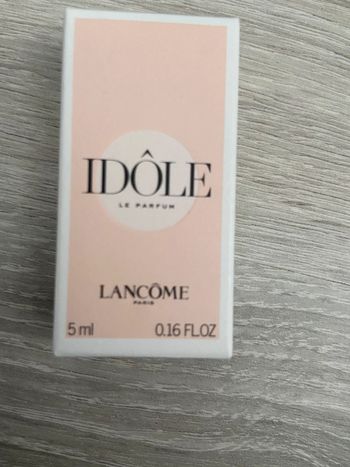 IDÔLE
LE PARFUM
LANCÔME
PARIS
5 ml 0.16 FL.OZ